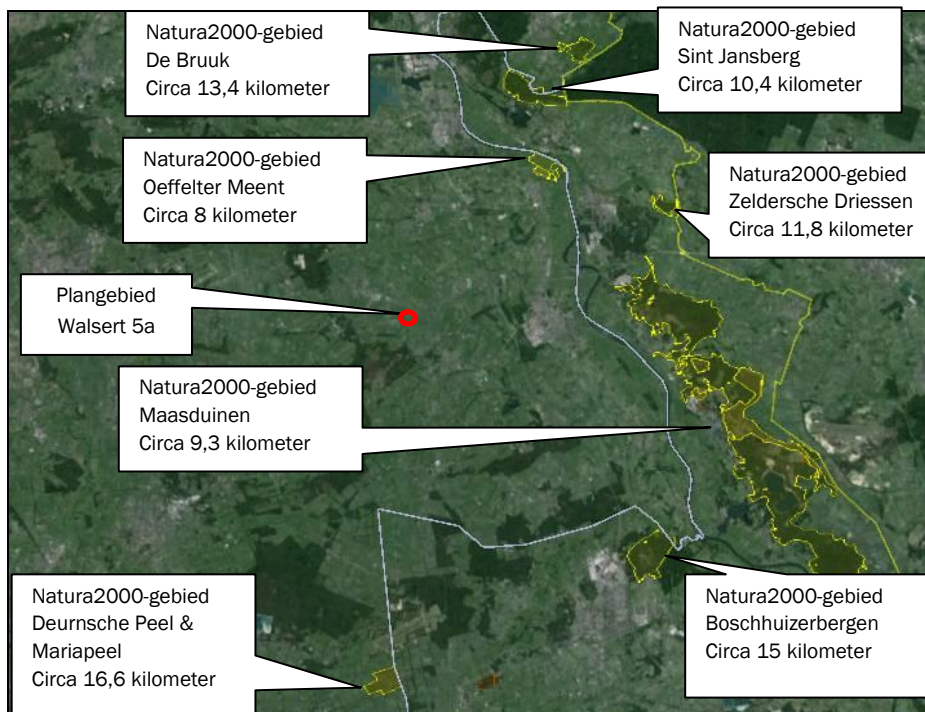 Natura2000-gebied
De Bruuk
Circa 13,4 kilometer
Natura2000-gebied
Sint Jansberg
Circa 10,4 kilometer
Natura2000-gebied
Oeffelter Meent
Circa 8 kilometer
Natura2000-gebied
Zeldersche Driessen
Circa 11,8 kilometer
Plangebied
Walsert 5a
Natura2000-gebied
Maasduinen
Circa 9,3 kilometer
Natura2000-gebied
Deurnsche Peel &
Mariapeel
Circa 16,6 kilometer
Natura2000-gebied
Boschhuizerbergen
Circa 15 kilometer